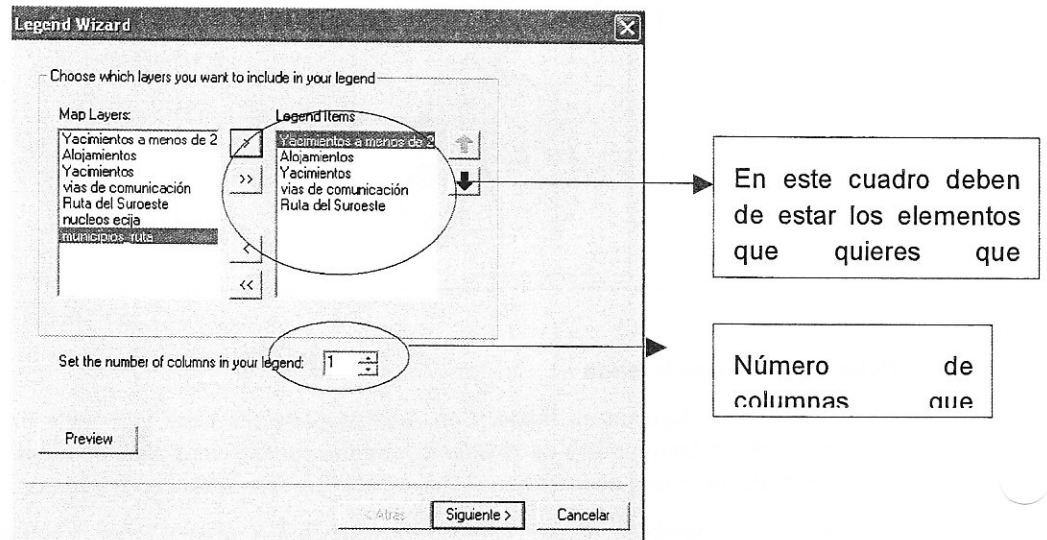 Legend Wizard
Choose which layers you want to include in your legend
Map Layers:
Yacimientos a menos de 2
Alojamientos
Yacimientos
vias de comunicación
Ruta del Suroeste
nucleos ecija
municipios ruta
>
>>
<
<<
Legend Items
Yacimientos a menos de 2
Alojamientos
Yacimientos
vias de comunicación
Ruta del Suroeste
Set the number of columns in your legend:
1
Preview
< Atrás
Siguiente >
Cancelar
En este cuadro deben
de estar los elementos
que quieres que
Número de
columnas que